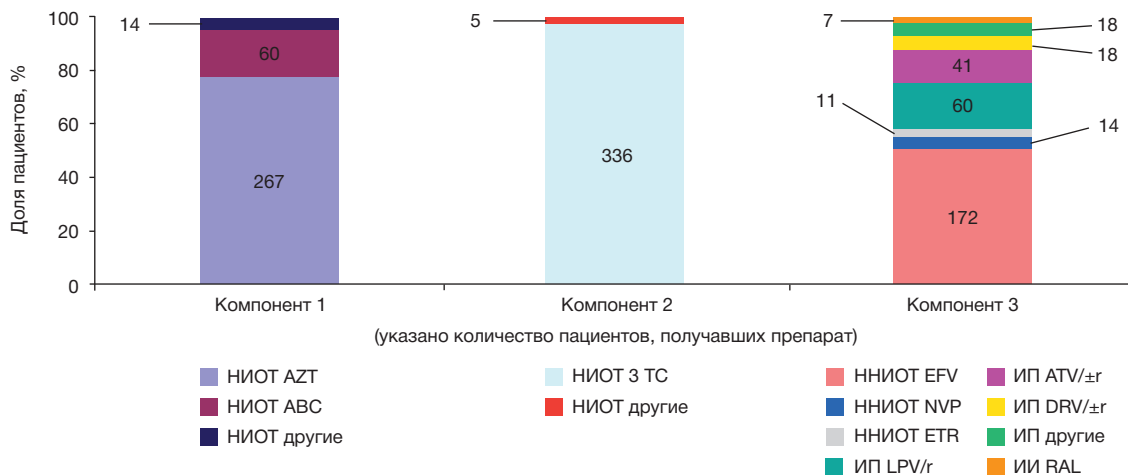 Доля пациентов, %
100
80
60
40
20
0
14
60
267
5
336
7
18
18
41
60
11
14
172
Компонент 1
Компонент 2
Компонент 3
(указано количество пациентов, получавших препарат)
НИОТ AZT
НИОТ ABC
НИОТ другие
НИОТ 3 ТС
НИОТ другие
ННИОТ EFV
ННИОТ NVP
ННИОТ ETR
ИП LPV/r
ИП ATV/±r
ИП DRV/±r
ИП другие
ИИ RAL